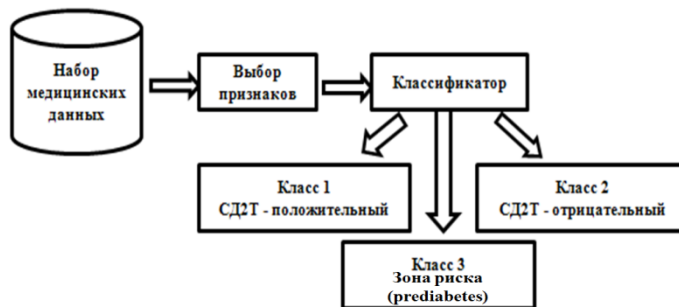 Набор
медицинских
данных
Выбор
признаков
Классификатор
Класс 1
СД2Т - положительный
Класс 2
СД2Т - отрицательный
Класс 3
Зона риска
(prediabetes)